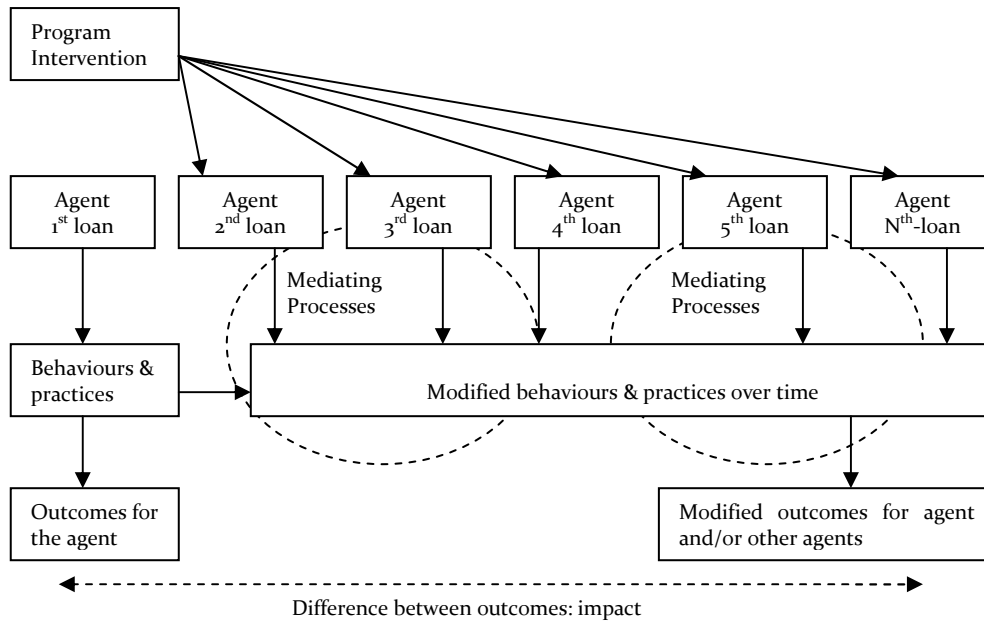 Program
Intervention
Agent
1st loan
Agent
2nd loan
Agent
3rd loan
Agent
4th loan
Agent
5th loan
Agent
Nth-loan
Mediating
Processes
Mediating
Processes
Behaviours &
practices
Modified behaviours & practices over time
Outcomes for
the agent
Modified outcomes for agent
and/or other agents
Difference between outcomes: impact